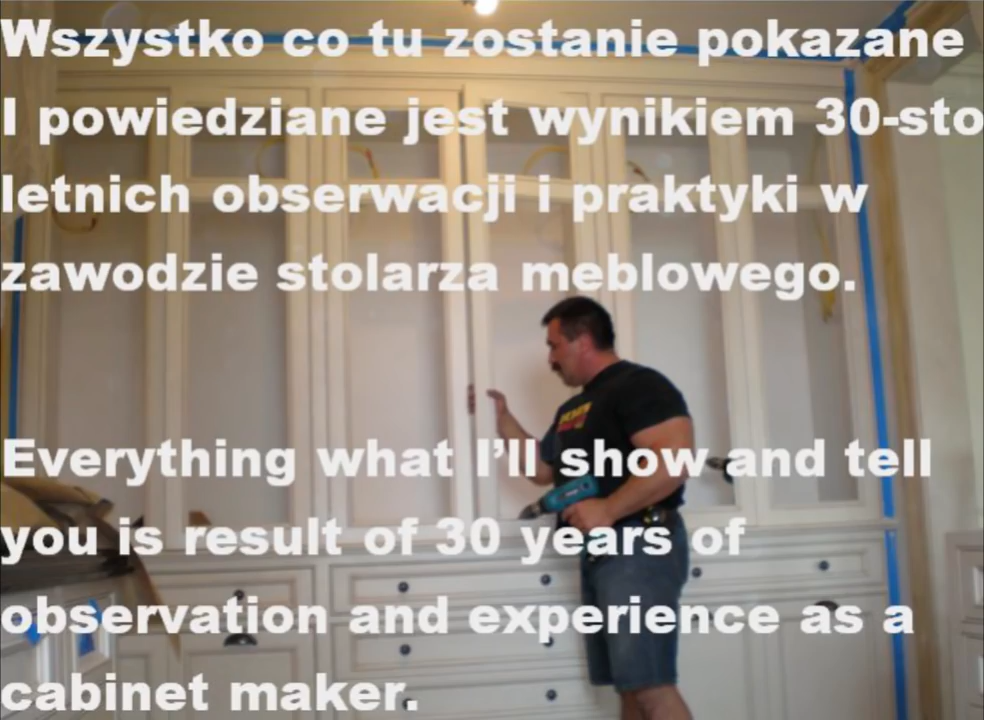 Wszystko co tu zostanie pokazane
I powiedziane jest wynikiem 30-sto
letnich obserwacji i praktyki w
zawodzie stolarza meblowego.
Everything what I'll show and tell
you is result of 30 years of
observation and experience as a
cabinet maker.